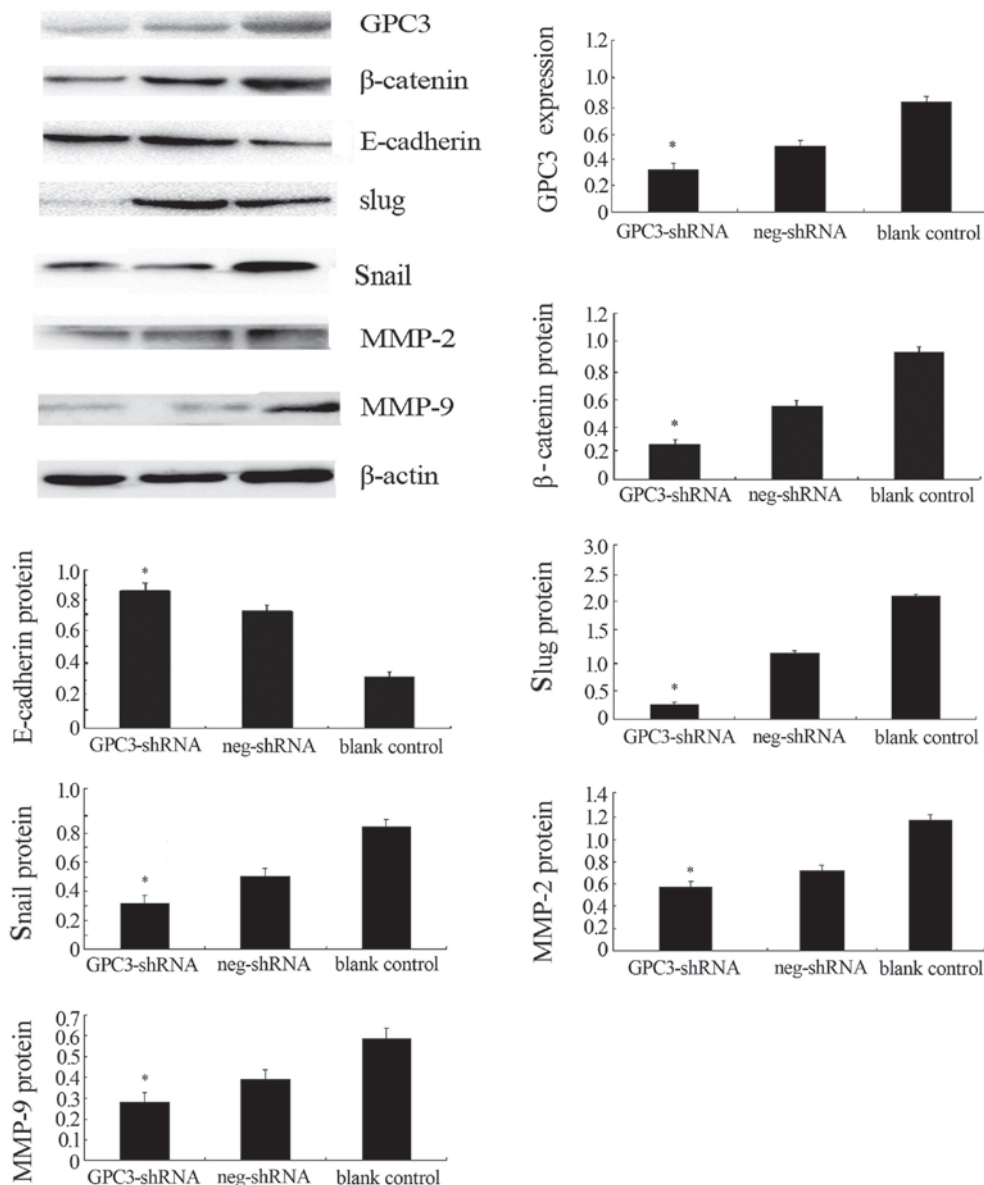 GPC3
β-catenin
E-cadherin
slug
Snail
MMP-2
MMP-9
β-actin
GPC3 expression
1.2
1.0
0.8
0.6
0.4
0.2
0
*
GPC3-shRNA neg-shRNA blank control
β-catenin protein
1.2
1.0
0.8
0.6
0.4
0.2
0
*
GPC3-shRNA neg-shRNA blank control
E-cadherin protein
1.0
0.8
0.6
0.4
0.2
0
*
GPC3-shRNA neg-shRNA blank control
Slug protein
3.0
2.5
2.0
1.5
1.0
0.5
0
*
GPC3-shRNA neg-shRNA blank control
Snail protein
1.0
0.8
0.6
0.4
0.2
0
*
GPC3-shRNA neg-shRNA blank control
MMP-2 protein
1.4
1.2
1.0
0.8
0.6
0.4
0.2
0
*
GPC3-shRNA neg-shRNA blank control
MMP-9 protein
0.7
0.6
0.5
0.4
0.3
0.2
0.1
0
*
GPC3-shRNA neg-shRNA blank control